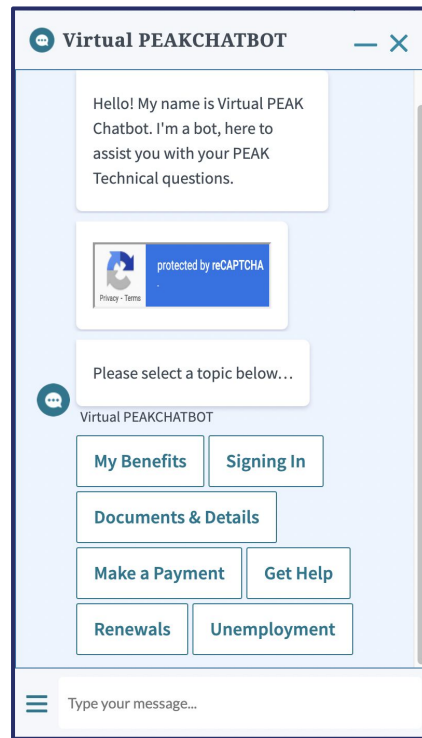 Virtual PEAKCHATBOT
Hello! My name is Virtual PEAK
Chatbot. I'm a bot, here to
assist you with your PEAK
Technical questions.
protected by reCAPTCHA
Privacy - Terms
Please select a topic below...
Virtual PEAKCHATBOT
My Benefits
Signing In
Documents & Details
Make a Payment
Get Help
Renewals
Unemployment
Type your message...